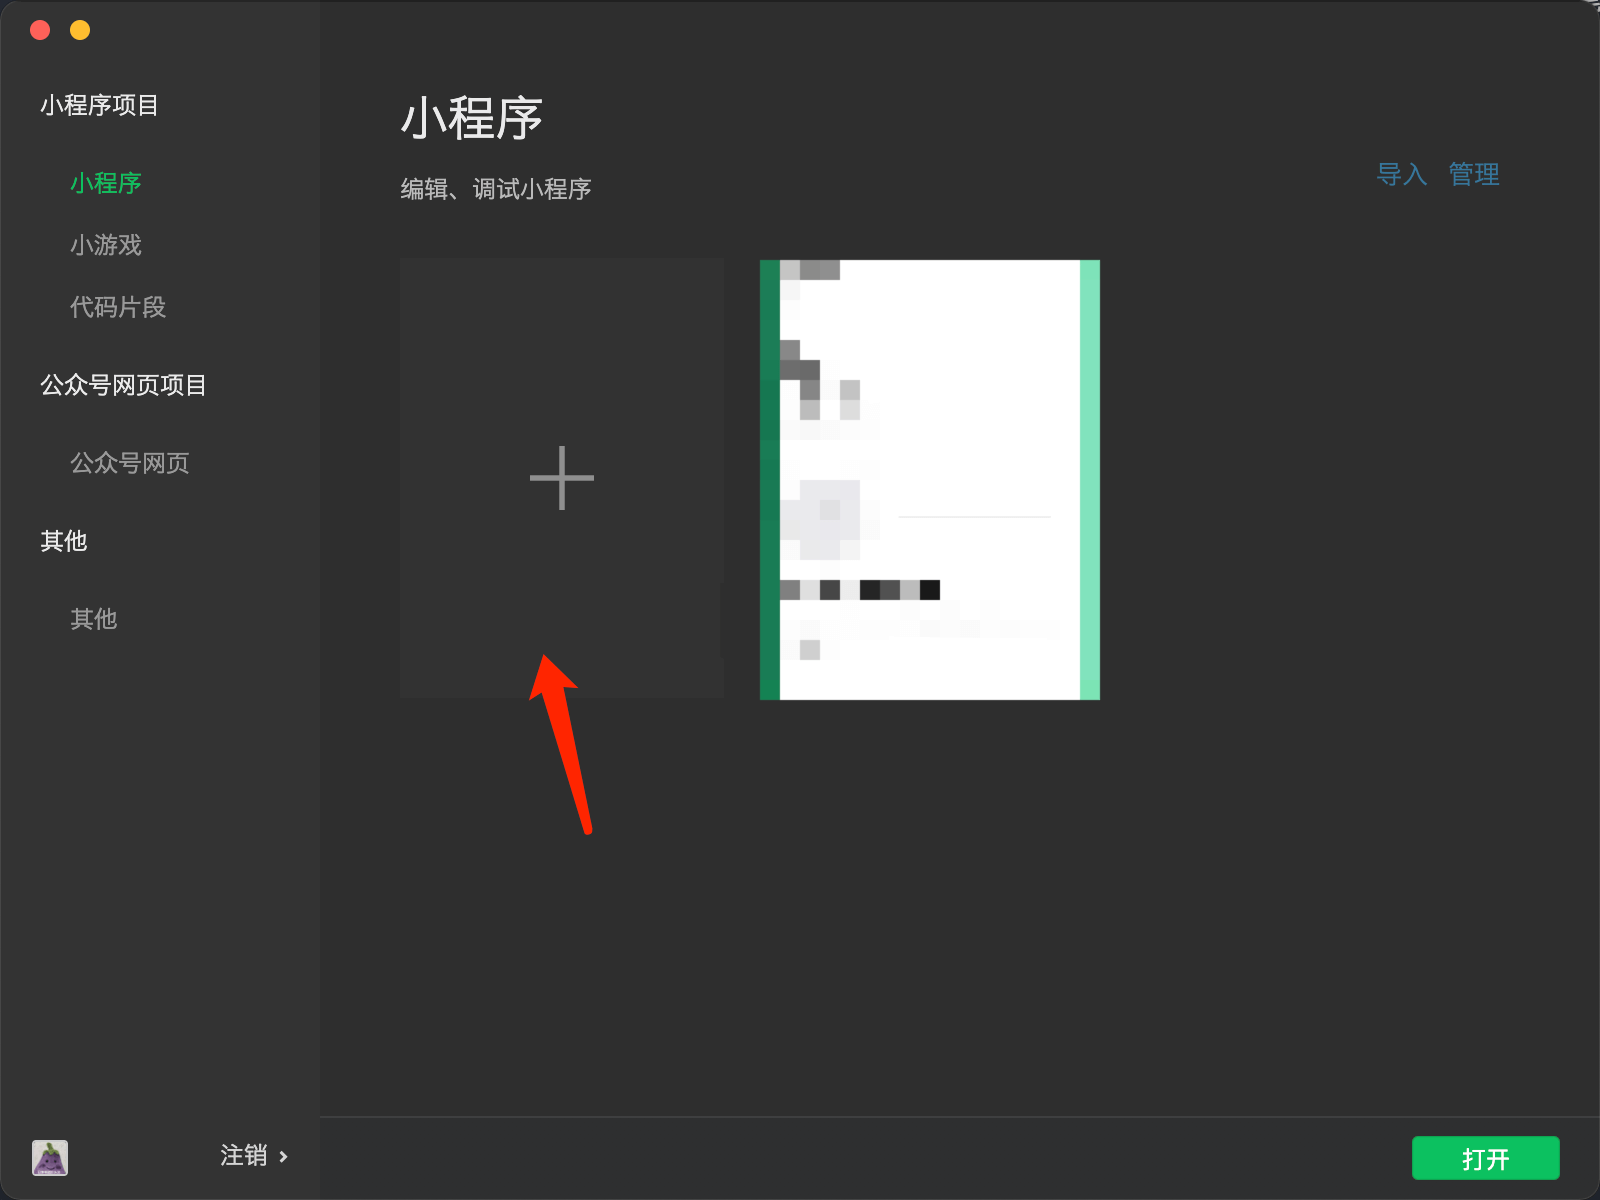 小程序项目
小程序
小游戏
代码片段
公众号网页项目
公众号网页
其他
其他
注销
小程序
编辑、调试小程序
导入 管理
打开